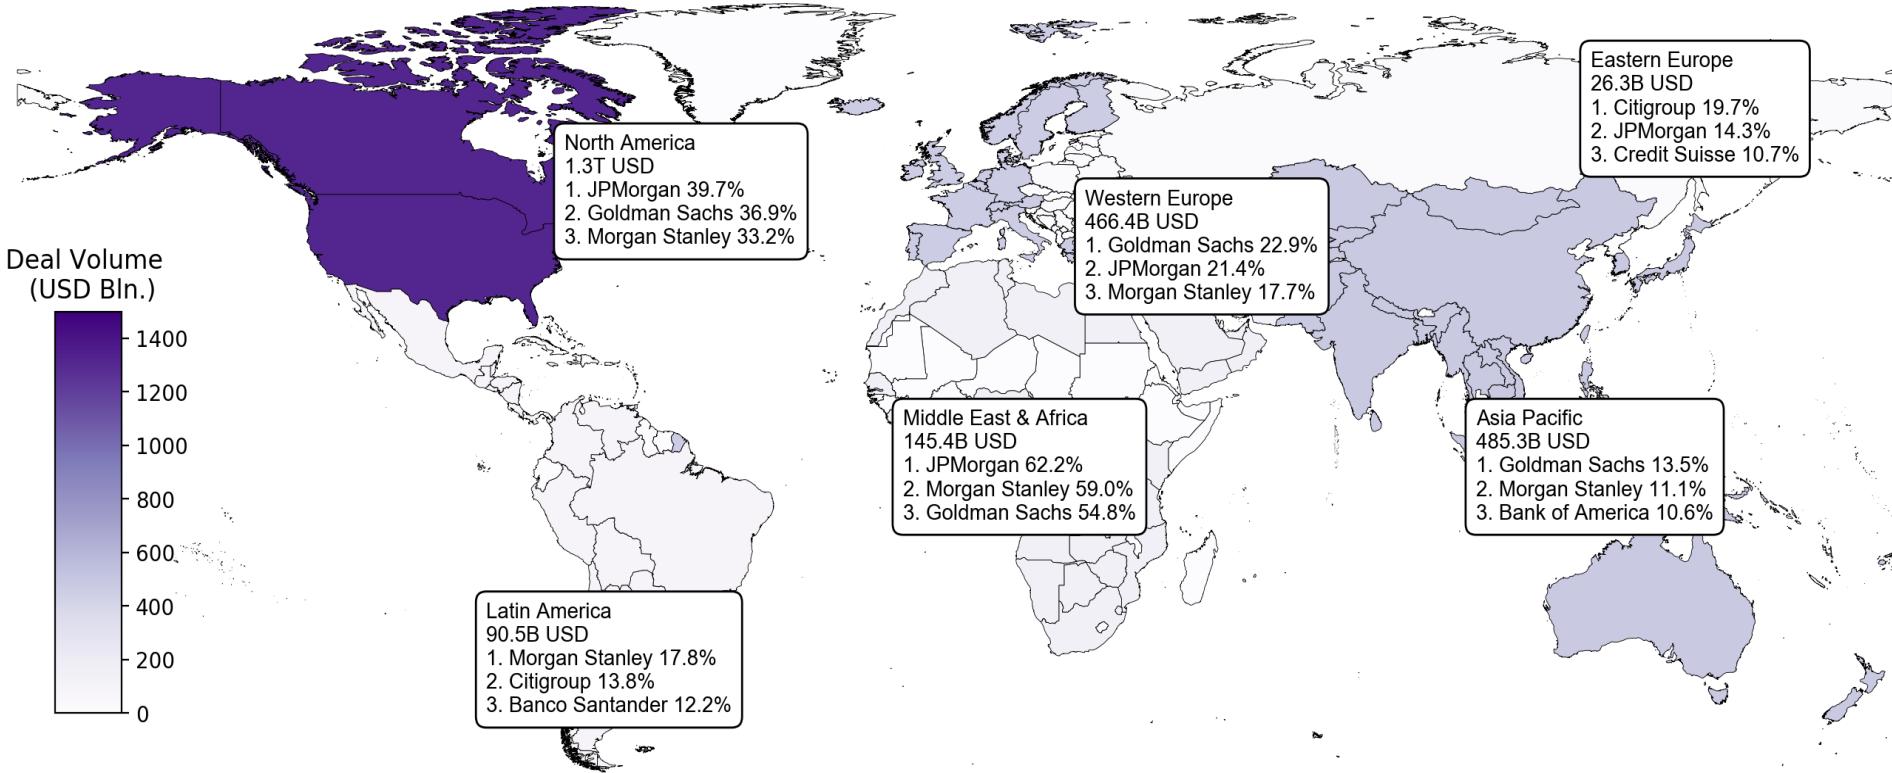 Eastern Europe
26.3B USD
1. Citigroup 19.7%
2. JPMorgan 14.3%
3. Credit Suisse 10.7%
North America
1.3T USD
1. JPMorgan 39.7%
2. Goldman Sachs 36.9%
3. Morgan Stanley 33.2%
Western Europe
466.4B USD
1. Goldman Sachs 22.9%
2. JPMorgan 21.4%
3. Morgan Stanley 17.7%
Deal Volume
(USD Bln.)
1400
1200
1000
800
600
400
200
0
Middle East & Africa
145.4B USD
1. JPMorgan 62.2%
2. Morgan Stanley 59.0%
3. Goldman Sachs 54.8%
Asia Pacific
485.3B USD
1. Goldman Sachs 13.5%
2. Morgan Stanley 11.1%
3. Bank of America 10.6%
Latin America
90.5B USD
1. Morgan Stanley 17.8%
2. Citigroup 13.8%
3. Banco Santander 12.2%